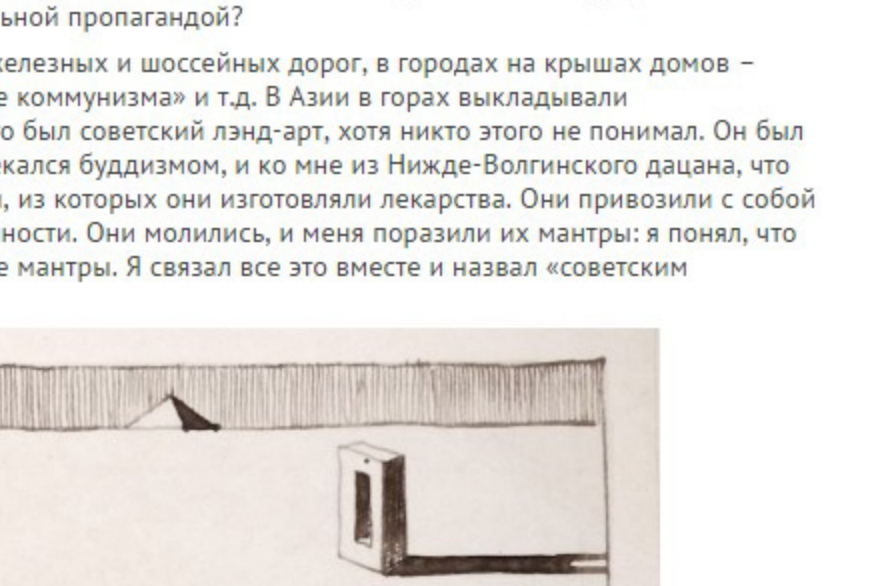 ьной пропагандой?
железных и шоссейных дорог, в городах на крышах домов –
е коммунизма» и т.д. В Азии в горах выкладывали
о был советский лэнд-арт, хотя никто этого не понимал. Он был
екался буддизмом, и ко мне из Нижде-Волгинского дацана, что
, из которых они изготовляли лекарства. Они привозили с собой
ности. Они молились, и меня поразили их мантры: я понял, что
е мантры. Я связал все это вместе и назвал «советским